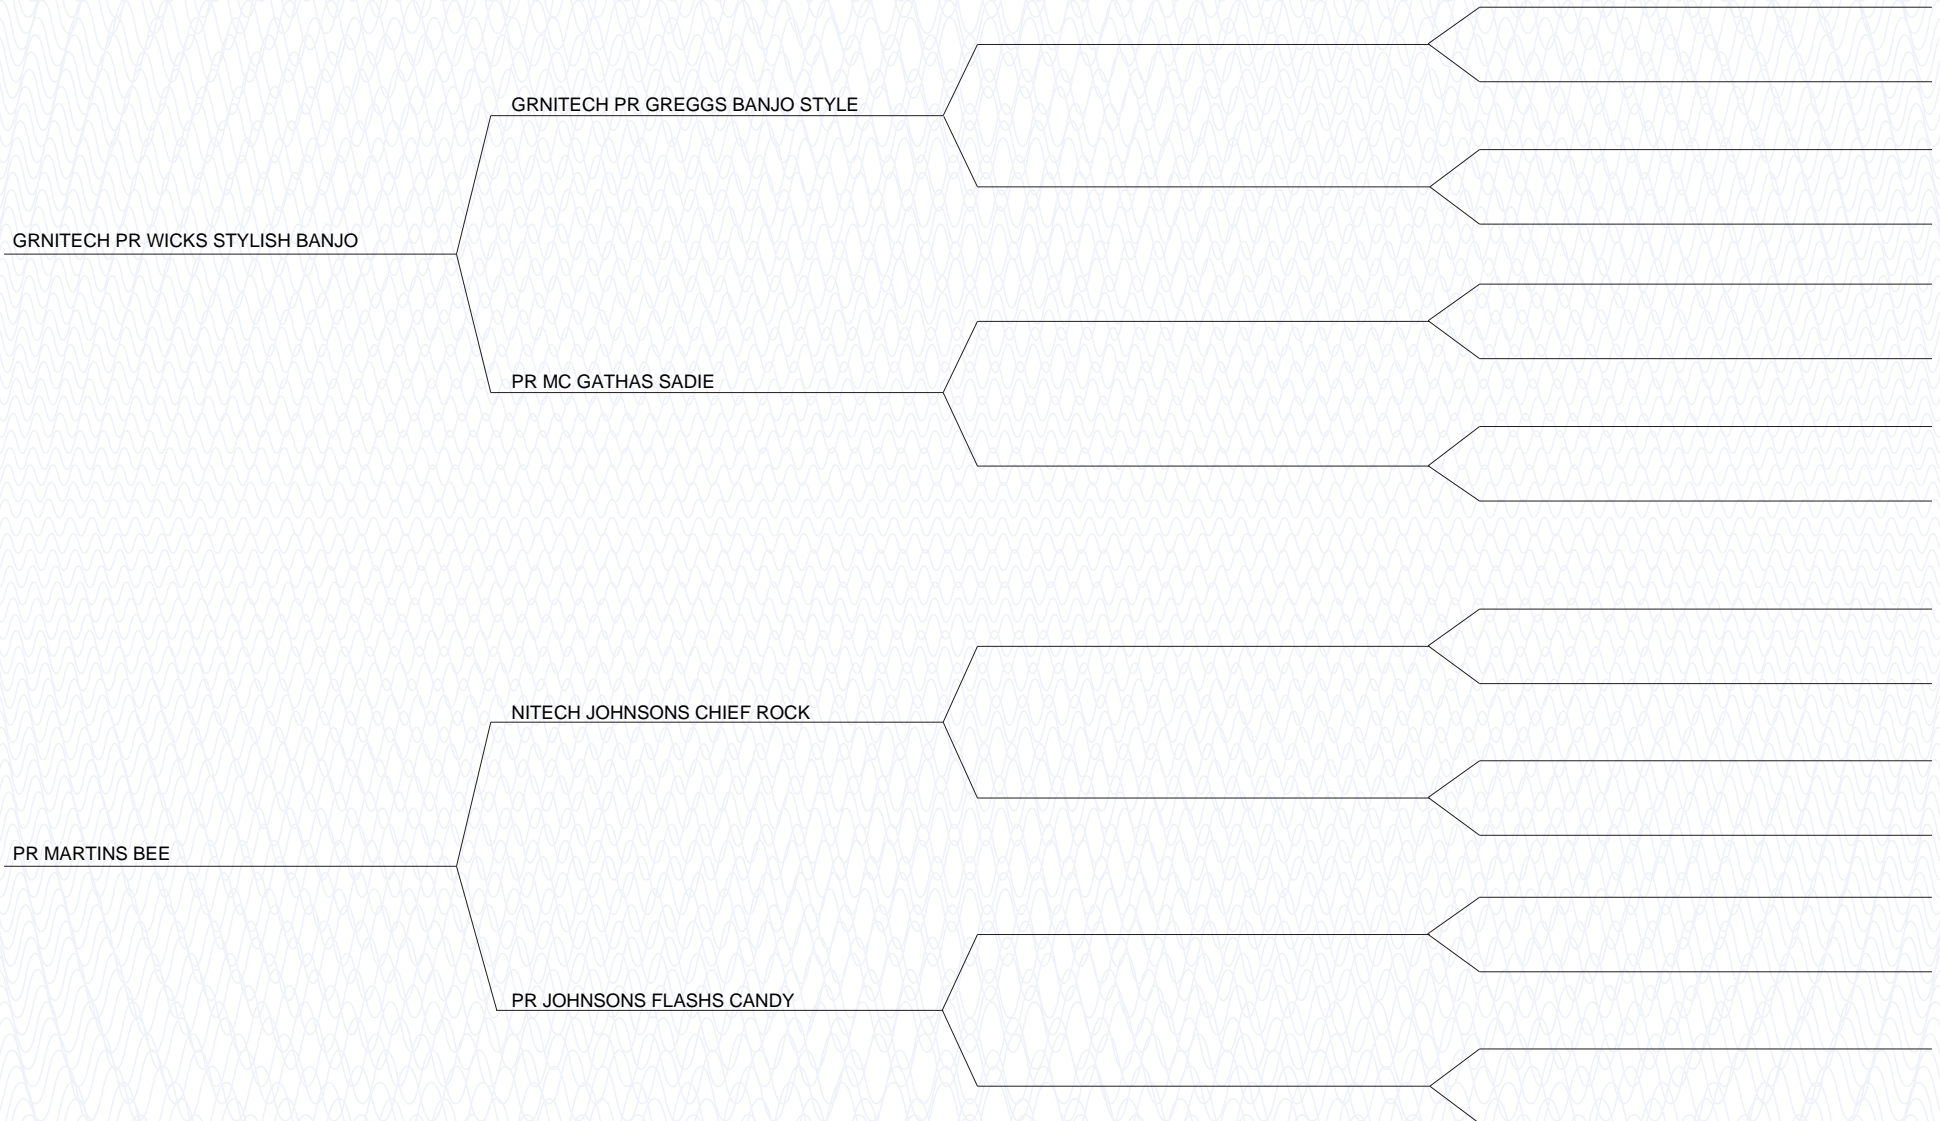 GRNITECH PR GREGGS BANJO STYLE
GRNITECH PR WICKS STYLISH BANJO
PR MC GATHAS SADIE
NITECH JOHNSONS CHIEF ROCK
PR MARTINS BEE
PR JOHNSONS FLASHS CANDY